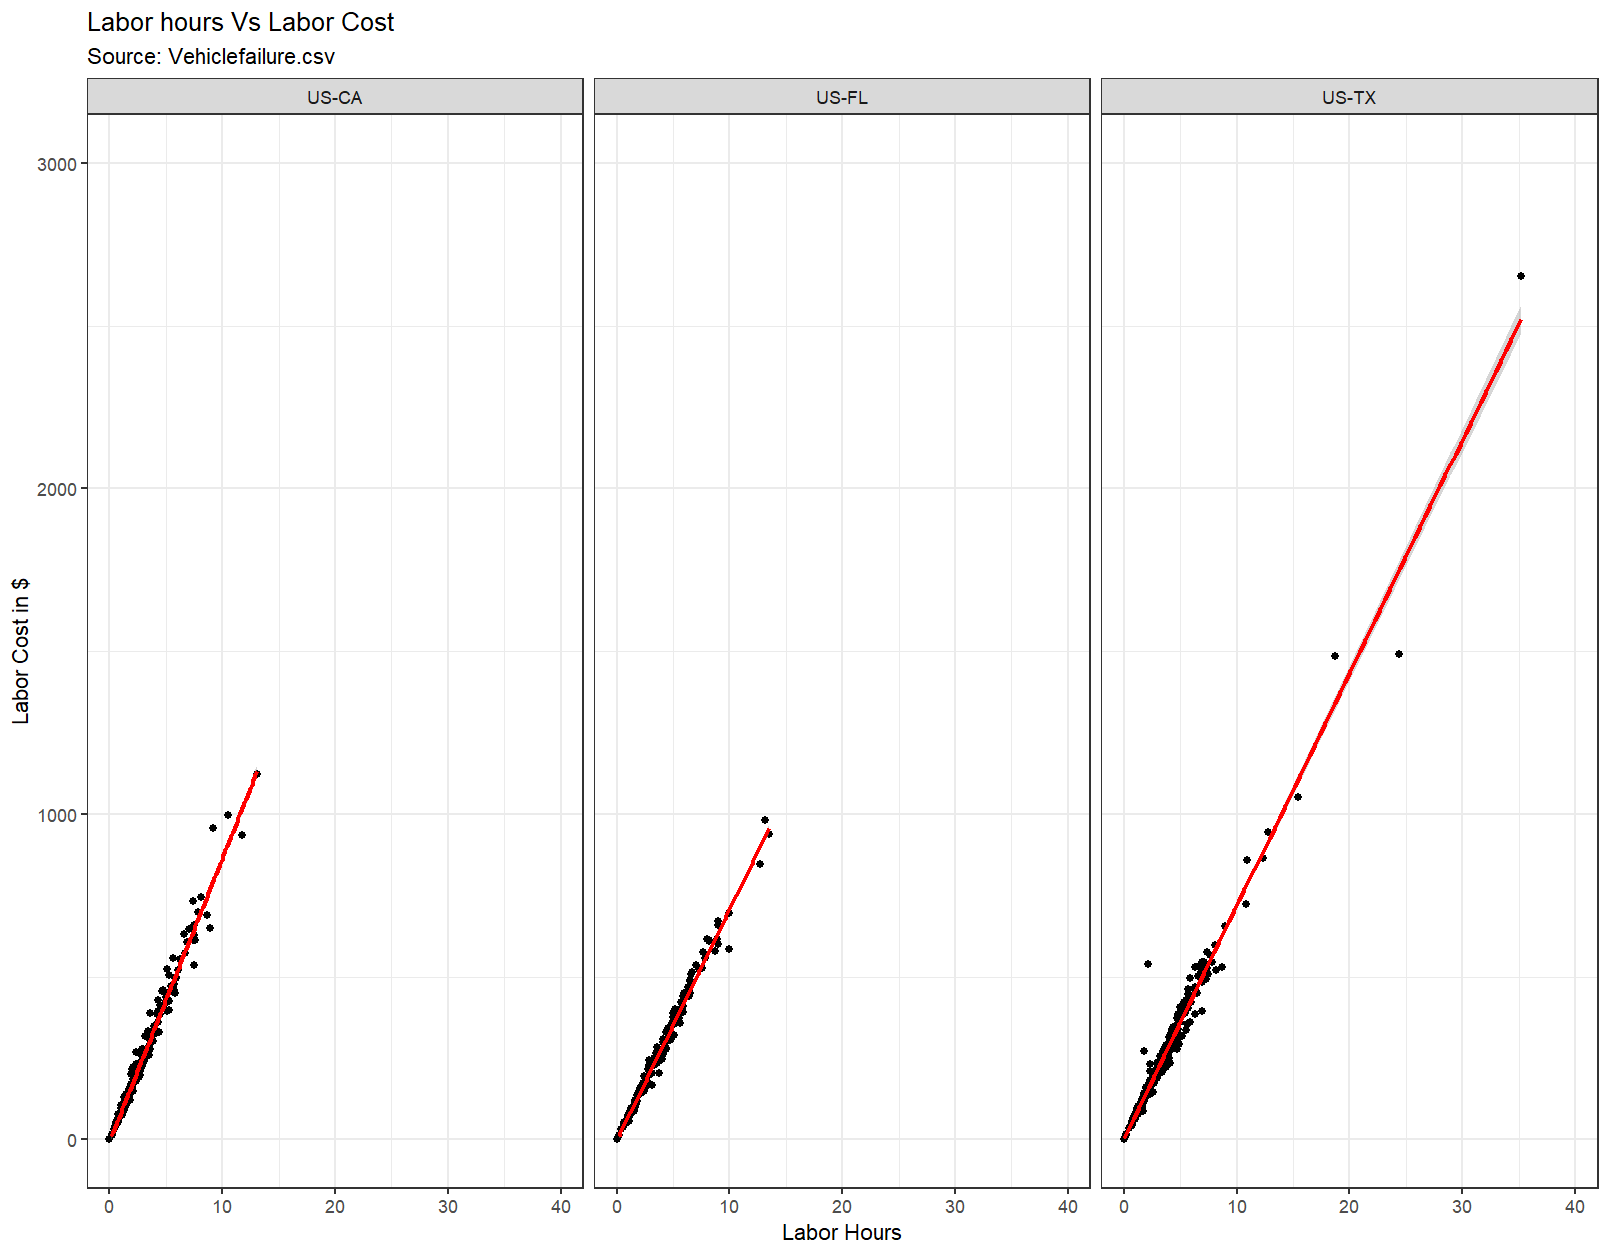 Labor hours Vs Labor Cost
Source: Vehiclefailure.csv
US-CA US-FL US-TX
3000
2000
1000
0
Labor Cost in $
0 10 20 30 40 0 10 20 30 40 0 10 20 30 40
Labor Hours